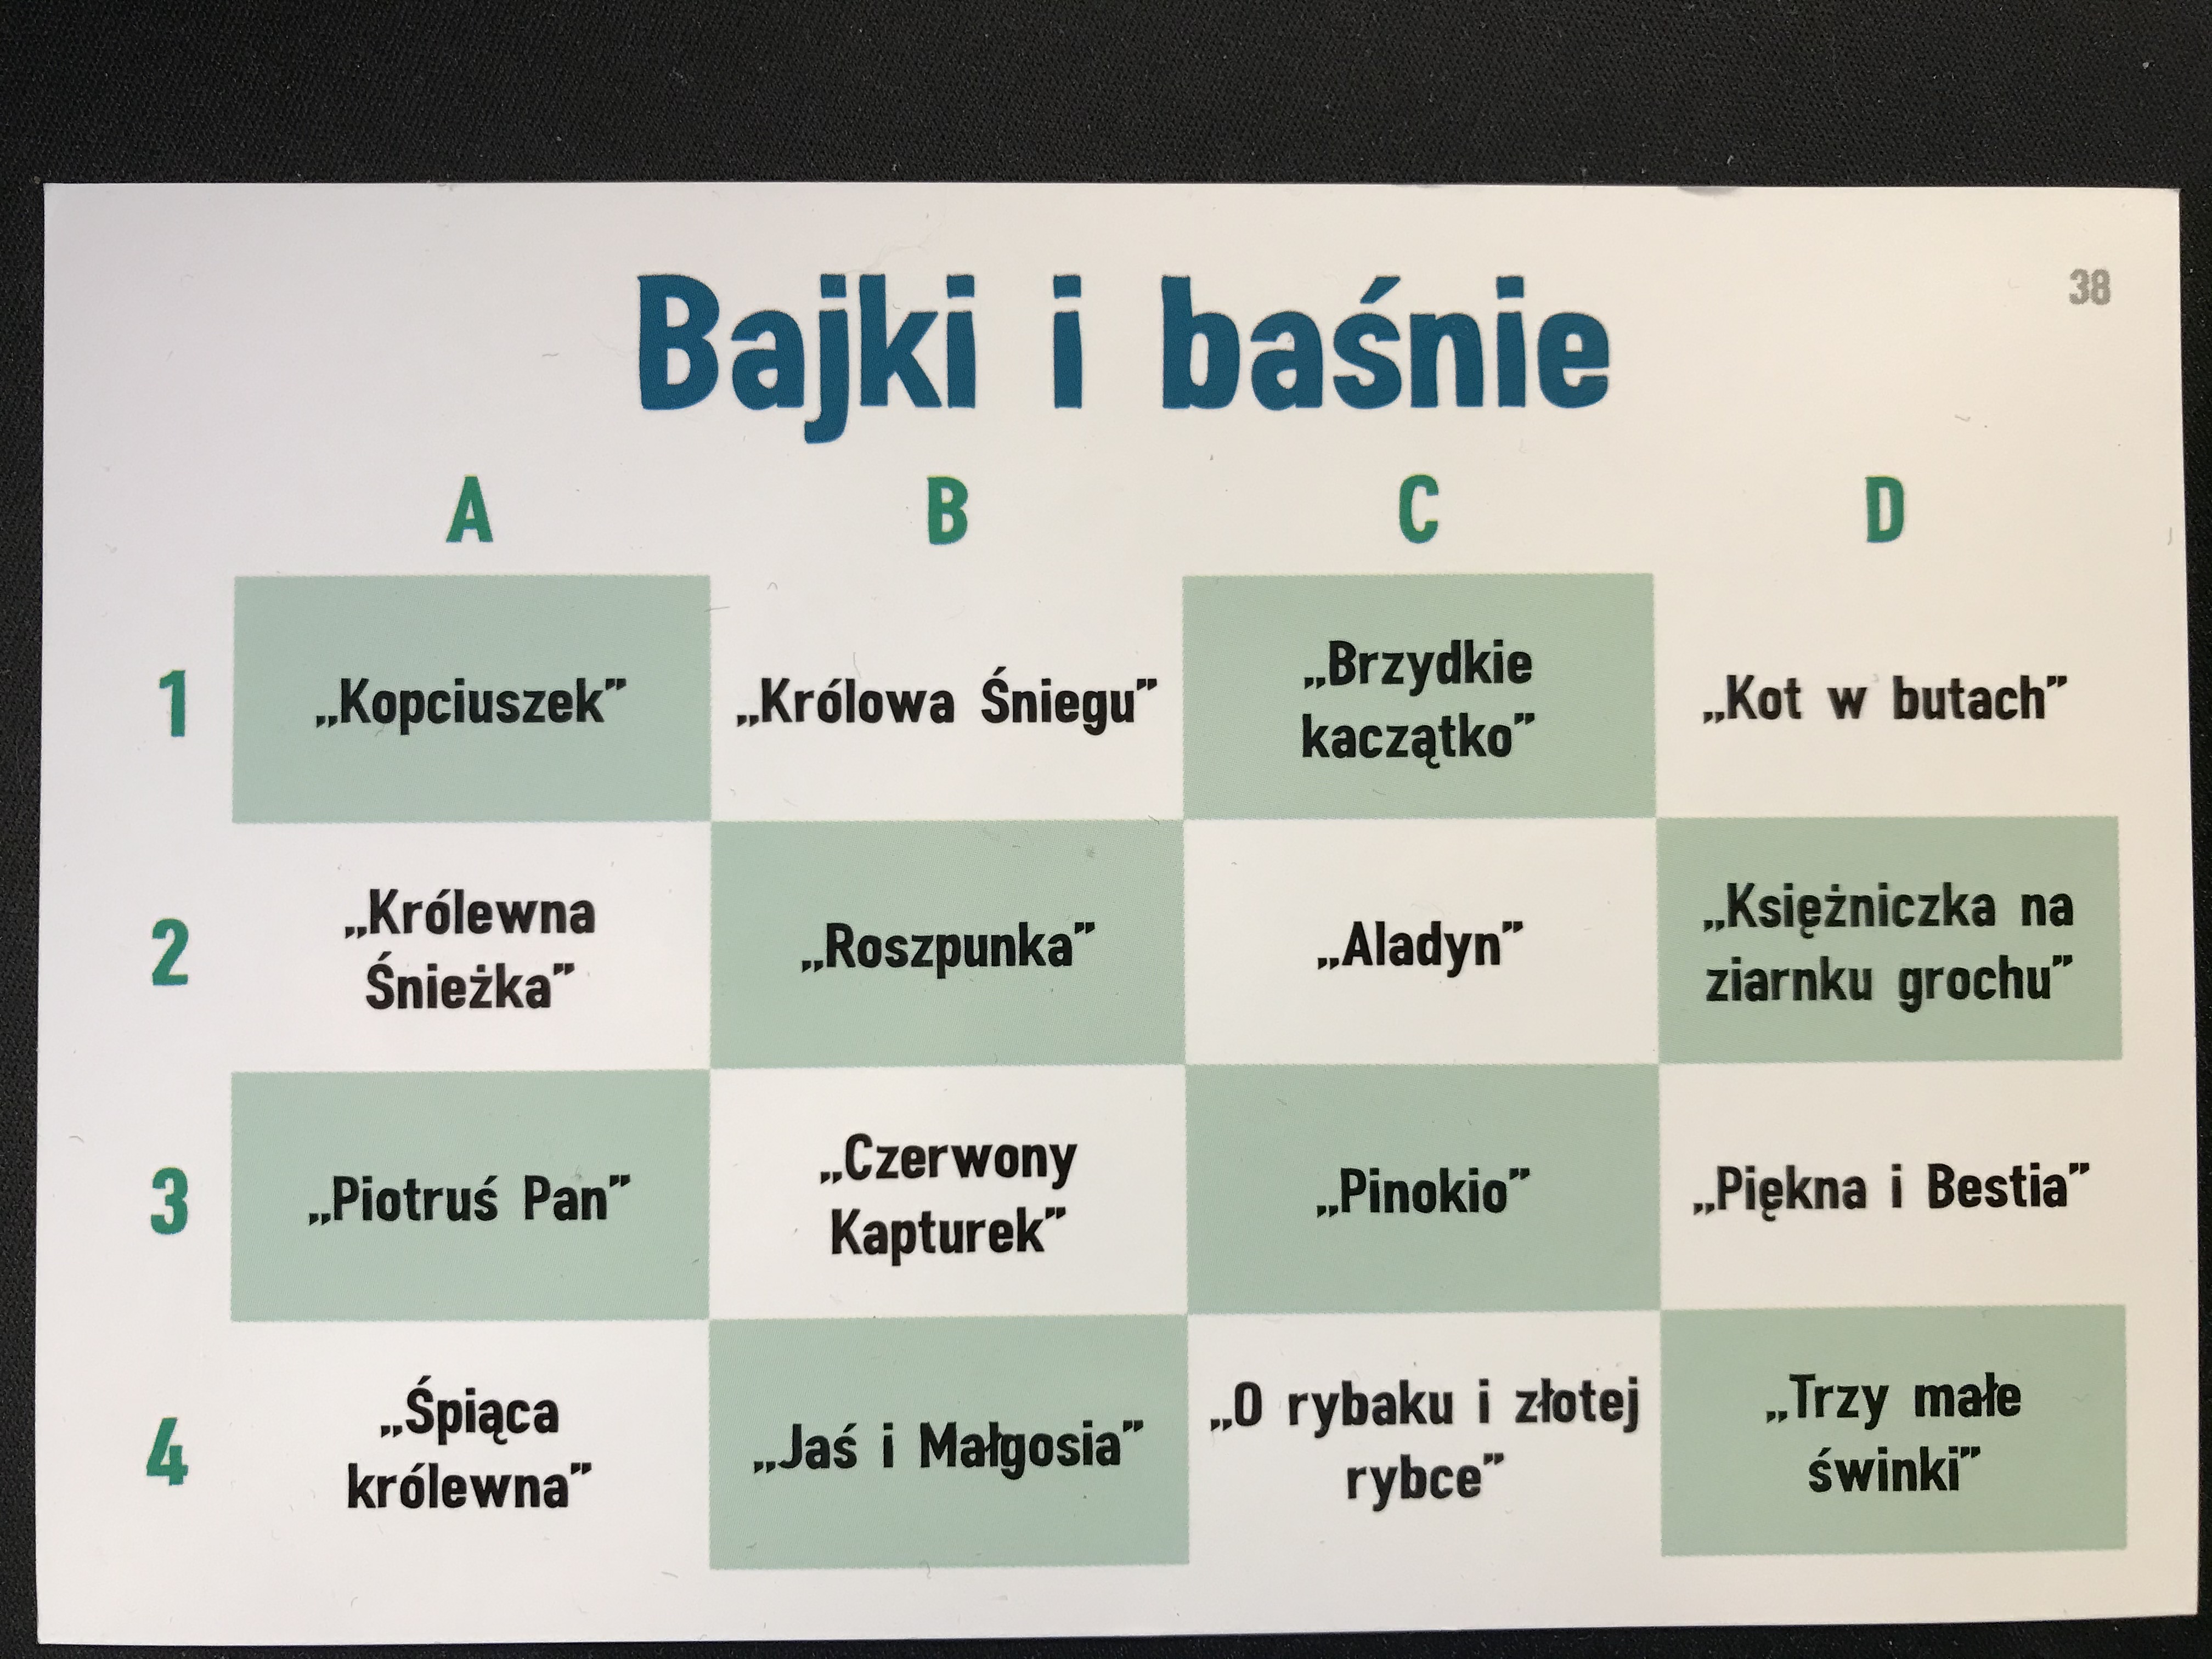 38
Bajki i baśnie
A B C D
1 „Kopciuszek” „Królowa Śniegu” „Brzydkie kaczątko” „Kot w butach”
2 „Królewna Śnieżka” „Roszpunka” „Aladyn” „Księżniczka na ziarnku grochu”
3 „Piotruś Pan” „Czerwony Kapturek” „Pinokio” „Piękna i Bestia”
4 „Śpiąca królewna” „Jaś i Małgosia” „O rybaku i złotej rybce” „Trzy małe świnki”